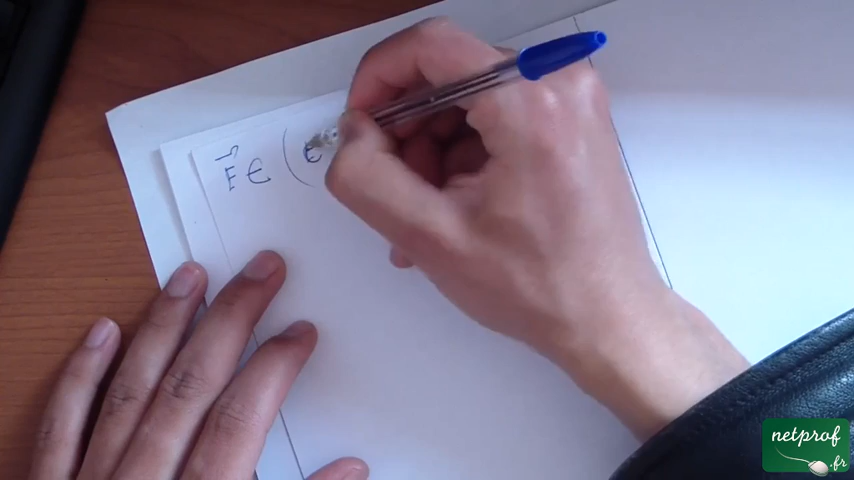 F⃗ ∈ ( t
netprof
.fr